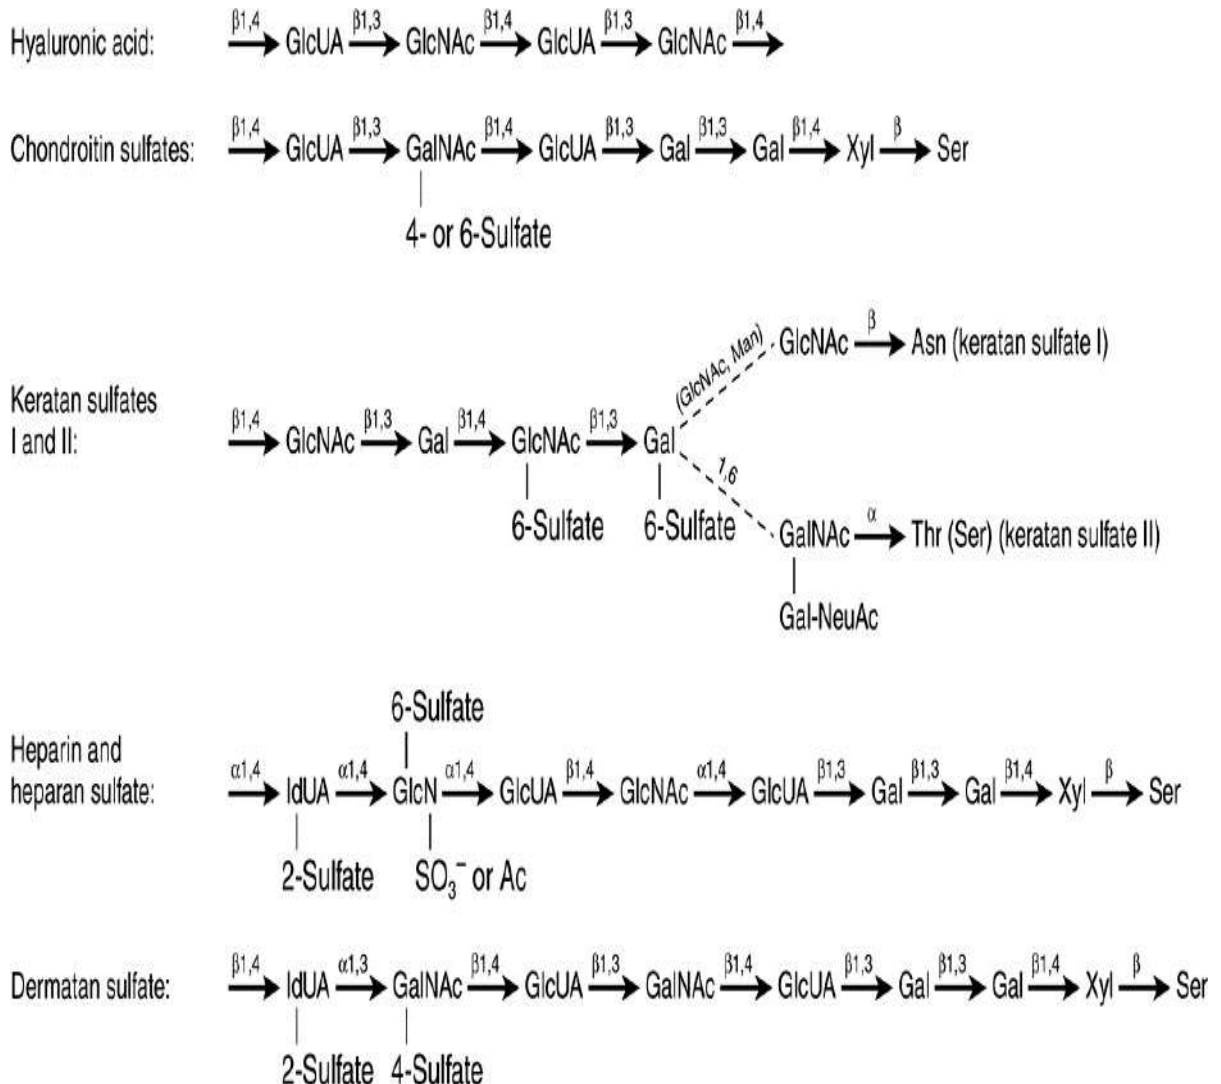 β1,4 β1,3 β1,4 β1,3 β1,4
Hyaluronic acid: GlcUA GlcNAc GlcUA GlcNAc
β1,4 β1,3 β1,4 β1,3 β1,3 β1,4 β
Chondroitin sulfates: GlcUA GalNAc GlcUA Gal Gal Xyl Ser
4- or 6-Sulfate
(GlcNAc, Man)
GlcNAc β Asn (keratan sulfate I)
Keratan sulfates
I and II:
β1,4 β1,3 β1,4 β1,3
GlcNAc Gal GlcNAc Gal
1,6
6-Sulfate 6-Sulfate
GalNAc α Thr (Ser) (keratan sulfate II)
Gal-NeuAc
6-Sulfate
Heparin and
heparan sulfate:
α1,4 α1,4 α1,4 β1,4 α1,4 β1,3 β1,3 β1,4 β
IdUA GlcN GlcUA GlcNAc GlcUA Gal Gal Xyl Ser
2-Sulfate SO₃⁻ or Ac
β1,4 α1,3 β1,4 β1,3 β1,4 β1,3 β1,3 β1,4 β
Dermatan sulfate: IdUA GalNAc GlcUA GalNAc GlcUA Gal Gal Xyl Ser
2-Sulfate 4-Sulfate